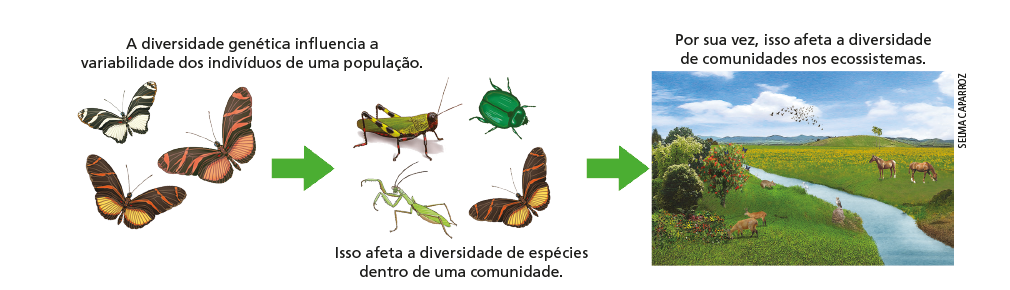 A diversidade genética influencia a
variabilidade dos indivíduos de uma população.
Isso afeta a diversidade de espécies
dentro de uma comunidade.
Por sua vez, isso afeta a diversidade
de comunidades nos ecossistemas.
SELMA CAPARROZ